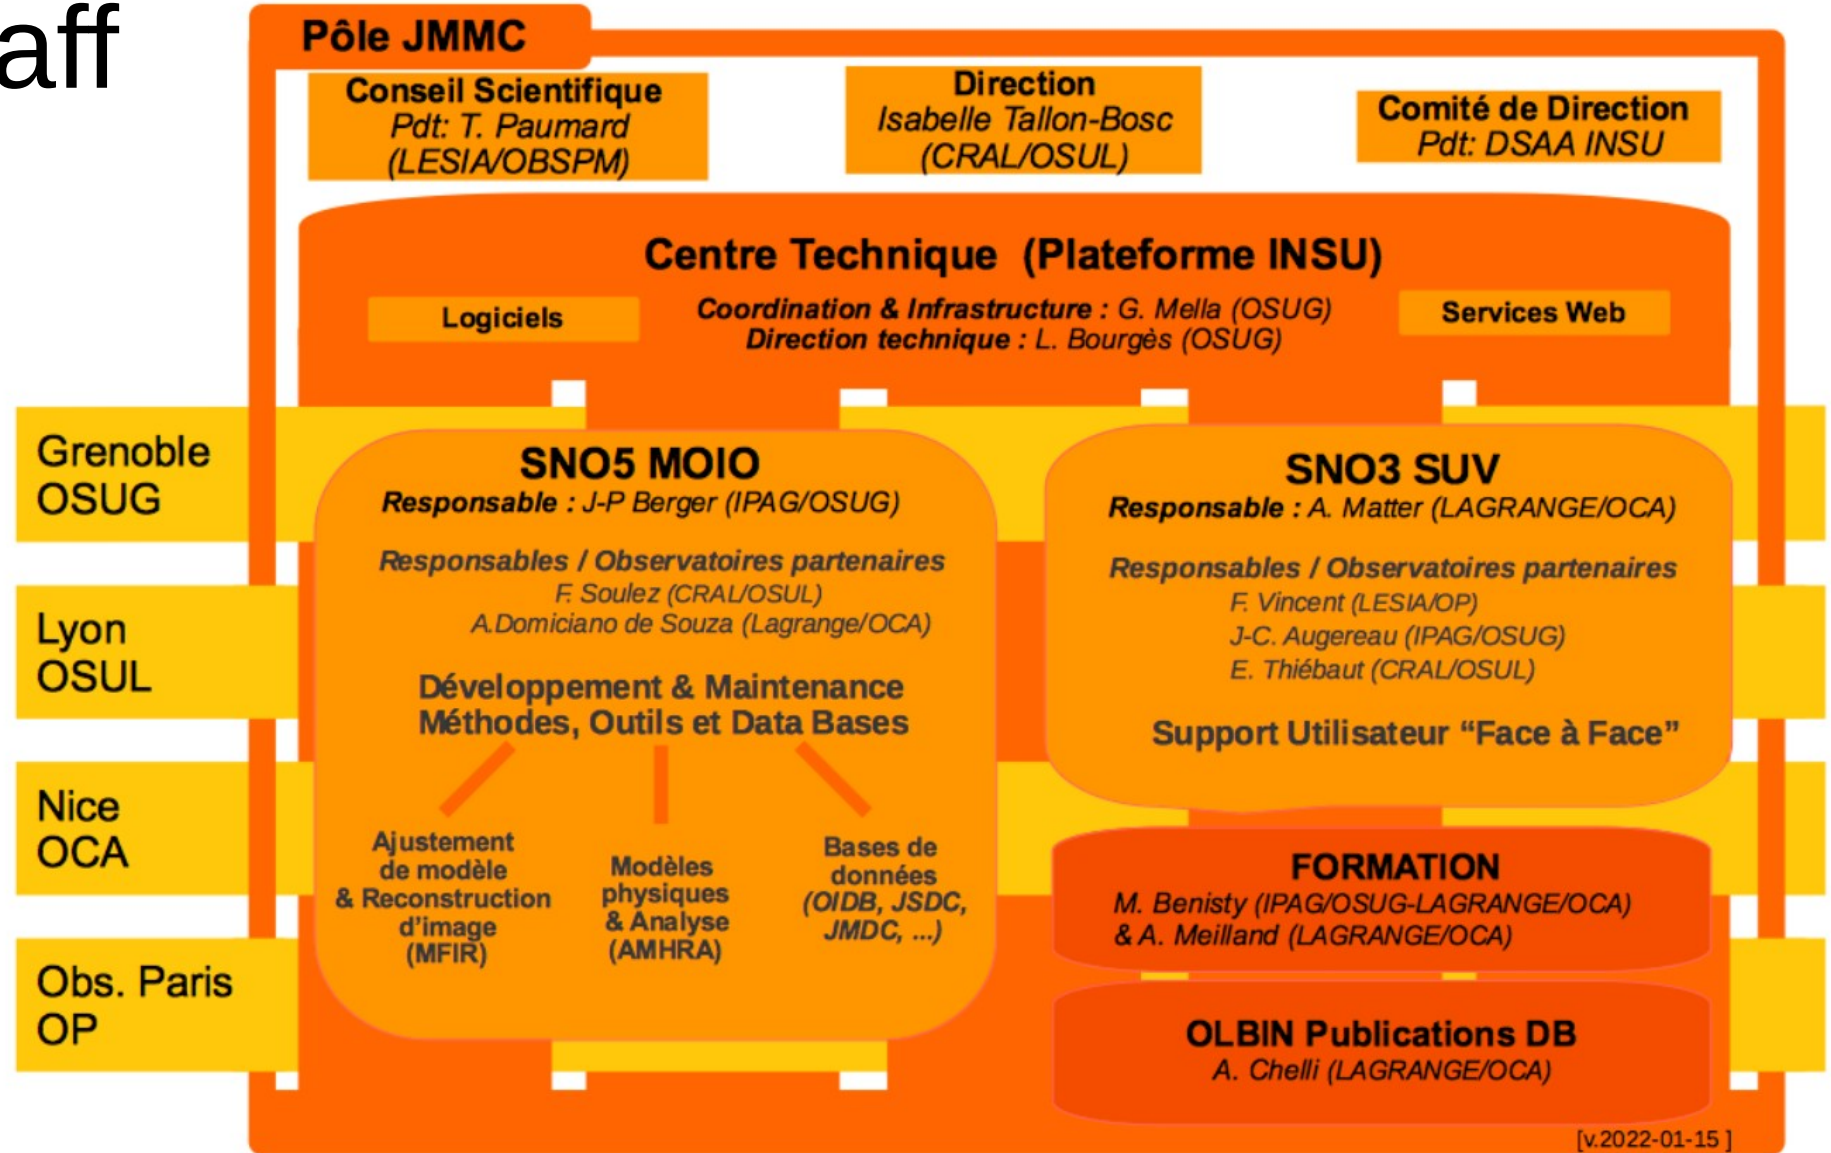 aff
Pôle JMMC
Conseil Scientifique
Pdt: T. Paumard
(LESIA/OBSPM)
Direction
Isabelle Tallon-Bosc
(CRAL/OSUL)
Comité de Direction
Pdt: DSAA INSU
Centre Technique (Plateforme INSU)
Logiciels
Coordination & Infrastructure : G. Mella (OSUG)
Direction technique : L. Bourgès (OSUG)
Services Web
Grenoble
OSUG
Lyon
OSUL
Nice
OCA
Obs. Paris
OP
SNO5 MOIO
Responsable : J-P Berger (IPAG/OSUG)
Responsables / Observatoires partenaires
F. Soulez (CRAL/OSUL)
A.Domiciano de Souza (Lagrange/OCA)
Développement & Maintenance
Méthodes, Outils et Data Bases
Ajustement
de modèle
& Reconstruction
d’image
(MFIR)
Modèles
physiques
& Analyse
(AMHRA)
Bases de
données
(OIDB, JSDC,
JMDC, ...)
SNO3 SUV
Responsable : A. Matter (LAGRANGE/OCA)
Responsables / Observatoires partenaires
F. Vincent (LESIA/OP)
J-C. Augereau (IPAG/OSUG)
E. Thiébaut (CRAL/OSUL)
Support Utilisateur “Face à Face”
FORMATION
M. Benisty (IPAG/OSUG-LAGRANGE/OCA)
& A. Meilland (LAGRANGE/OCA)
OLBIN Publications DB
A. Chelli (LAGRANGE/OCA)
[v.2022-01-15 ]